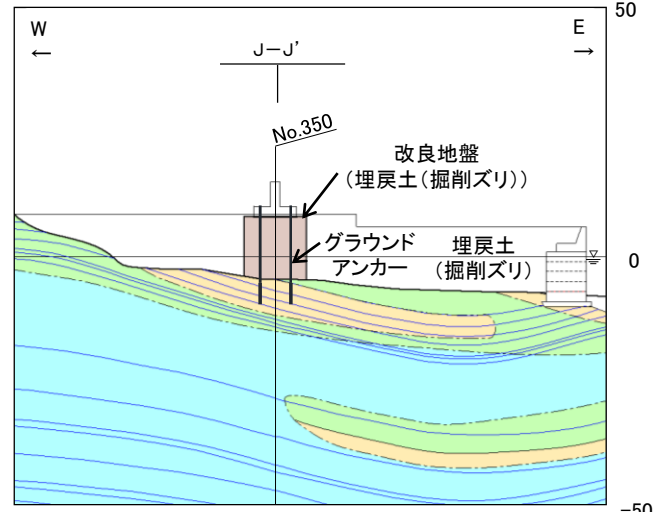 50
W
←
E
→
J－J’
No.350
改良地盤
（埋戻土（掘削ズリ））
グラウンド
アンカー
埋戻土
（掘削ズリ）
0
-50